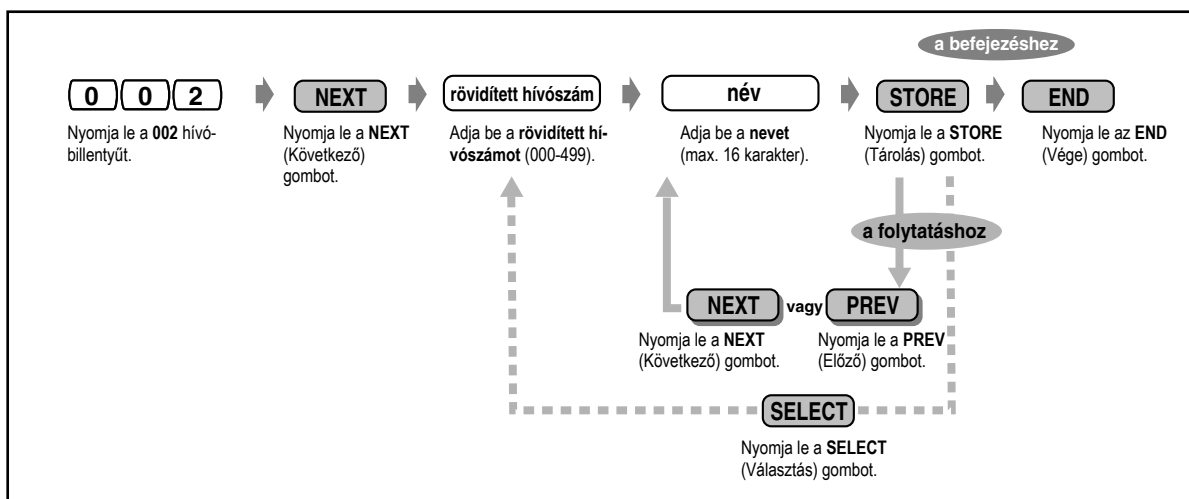 a befejezéshez
0 0 2
NEXT
rövidített hívószám
név
STORE
END
Nyomja le a 002 hívó-
billentyűt.
Nyomja le a NEXT
(Következő)
gombot.
Adja be a rövidített hí-
vószámot (000-499).
Adja be a nevet
(max. 16 karakter).
Nyomja le a STORE
(Tárolás) gombot.
Nyomja le az END
(Vége) gombot.
a folytatáshoz
NEXT vagy PREV
Nyomja le a NEXT
(Következő) gombot.
Nyomja le a PREV
(Előző) gombot.
SELECT
Nyomja le a SELECT
(Választás) gombot.